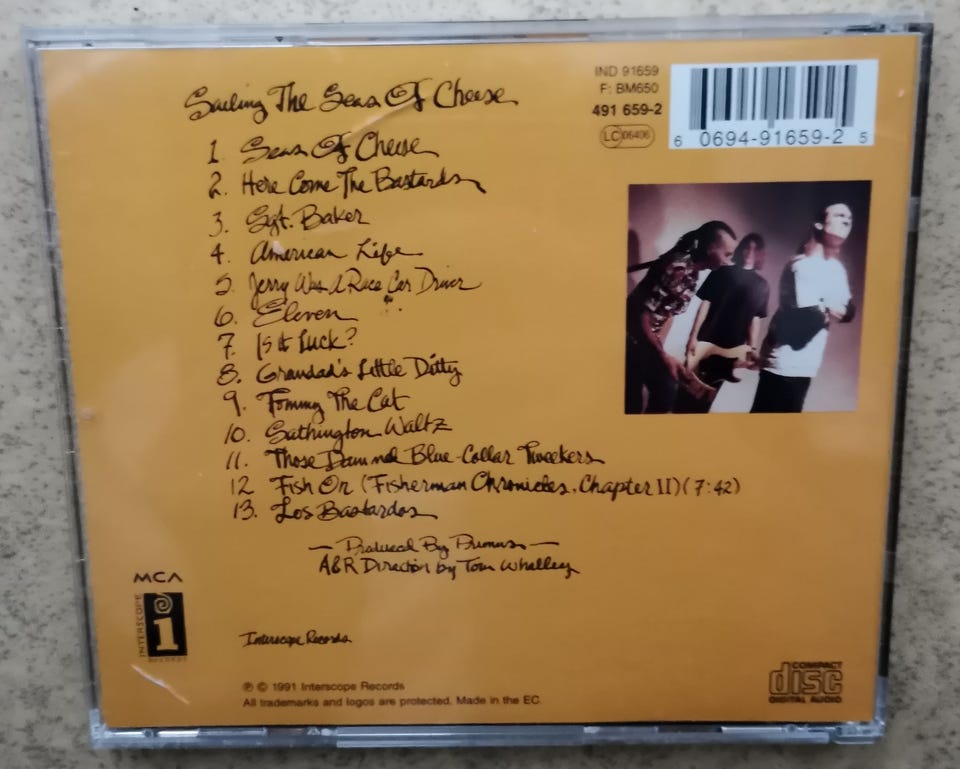 Sailing The Seas Of Cheese
1. Seas Of Cheese
2. Here Come The Bastards
3. Sgt. Baker
4. American Life
5. Jerry Was A Race Car Driver
6. Eleven
7. Is It Luck?
8. Grandad's Little Ditty
9. Tommy The Cat
10. Sathington Waltz
11. Those Damned Blue-Collar Tweekers
12 Fish On (Fisherman Chronicles, Chapter II) (7:42)
13. Los Bastardos
— Produced By Primus —
A&R Direction by Tom Whalley
IND 91659
F: BM650
491 659-2
LC 06406
6 0694-91659-2 5
MCA
INTERSCOPE
i
RECORDS
Interscope Records
℗ © 1991 Interscope Records
All trademarks and logos are protected. Made in the EC
COMPACT
disc
DIGITAL AUDIO